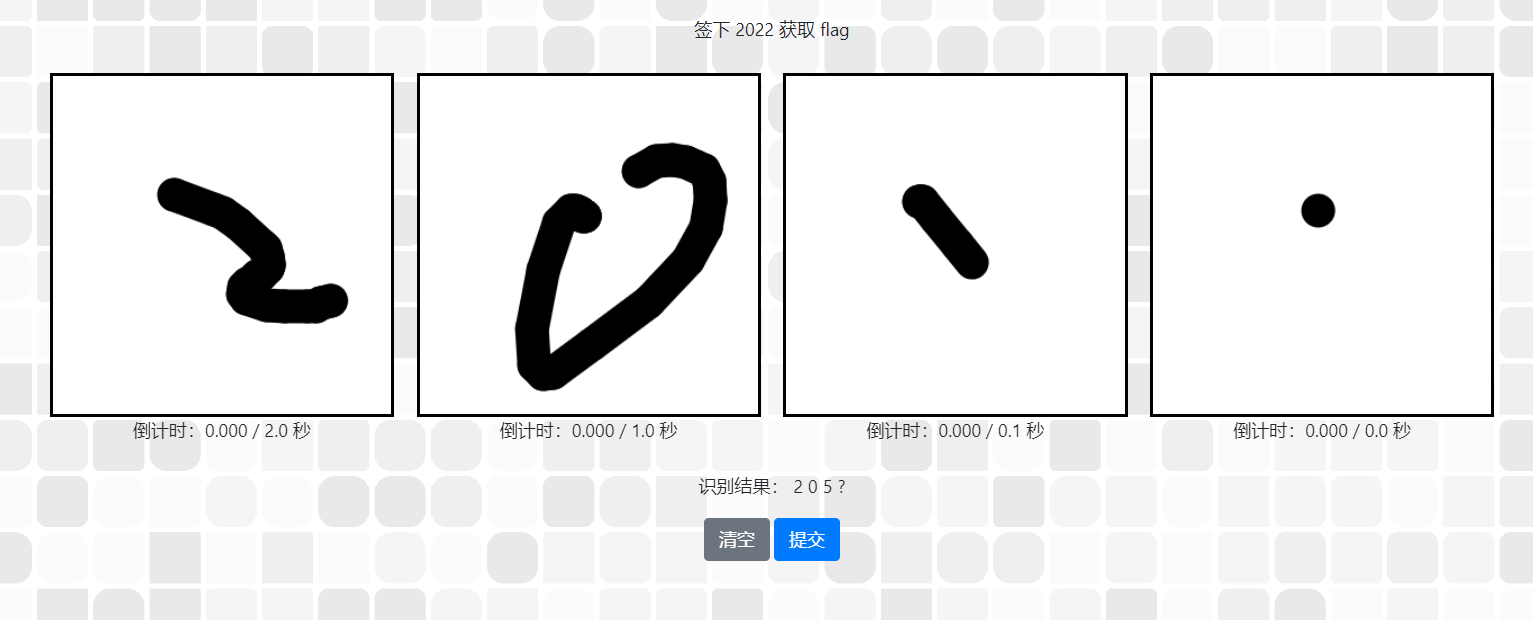 签下 2022 获取 flag
2 0
倒计时：0.000 / 2.0 秒 倒计时：0.000 / 1.0 秒 倒计时：0.000 / 0.1 秒 倒计时：0.000 / 0.0 秒
识别结果： 2 0 5 ?
清空 提交